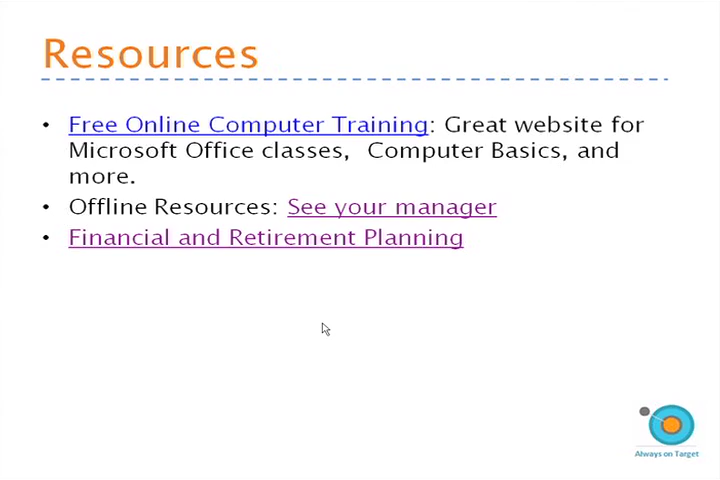 Resources
• Free Online Computer Training: Great website for
Microsoft Office classes,  Computer Basics, and
more.
• Offline Resources: See your manager
• Financial and Retirement Planning
Always on Target